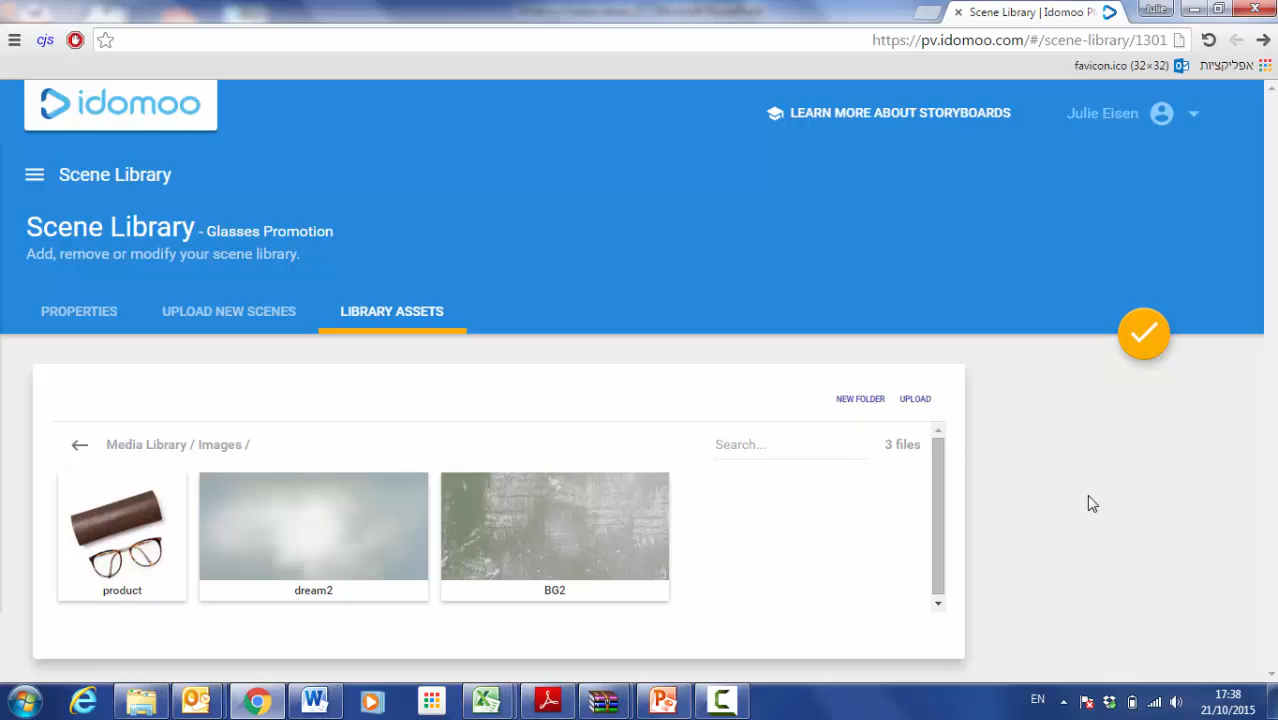 Scene Library | Idomoo Pl
Julie
cjs
https://pv.idomoo.com/#/scene-library/1301
favicon.ico (32×32)
אפליקציות
idomoo
LEARN MORE ABOUT STORYBOARDS
Julie Eisen
Scene Library
Scene Library - Glasses Promotion
Add, remove or modify your scene library.
PROPERTIES
UPLOAD NEW SCENES
LIBRARY ASSETS
NEW FOLDER
UPLOAD
Media Library / Images /
Search...
3 files
product
dream2
BG2
EN
17:38
21/10/2015